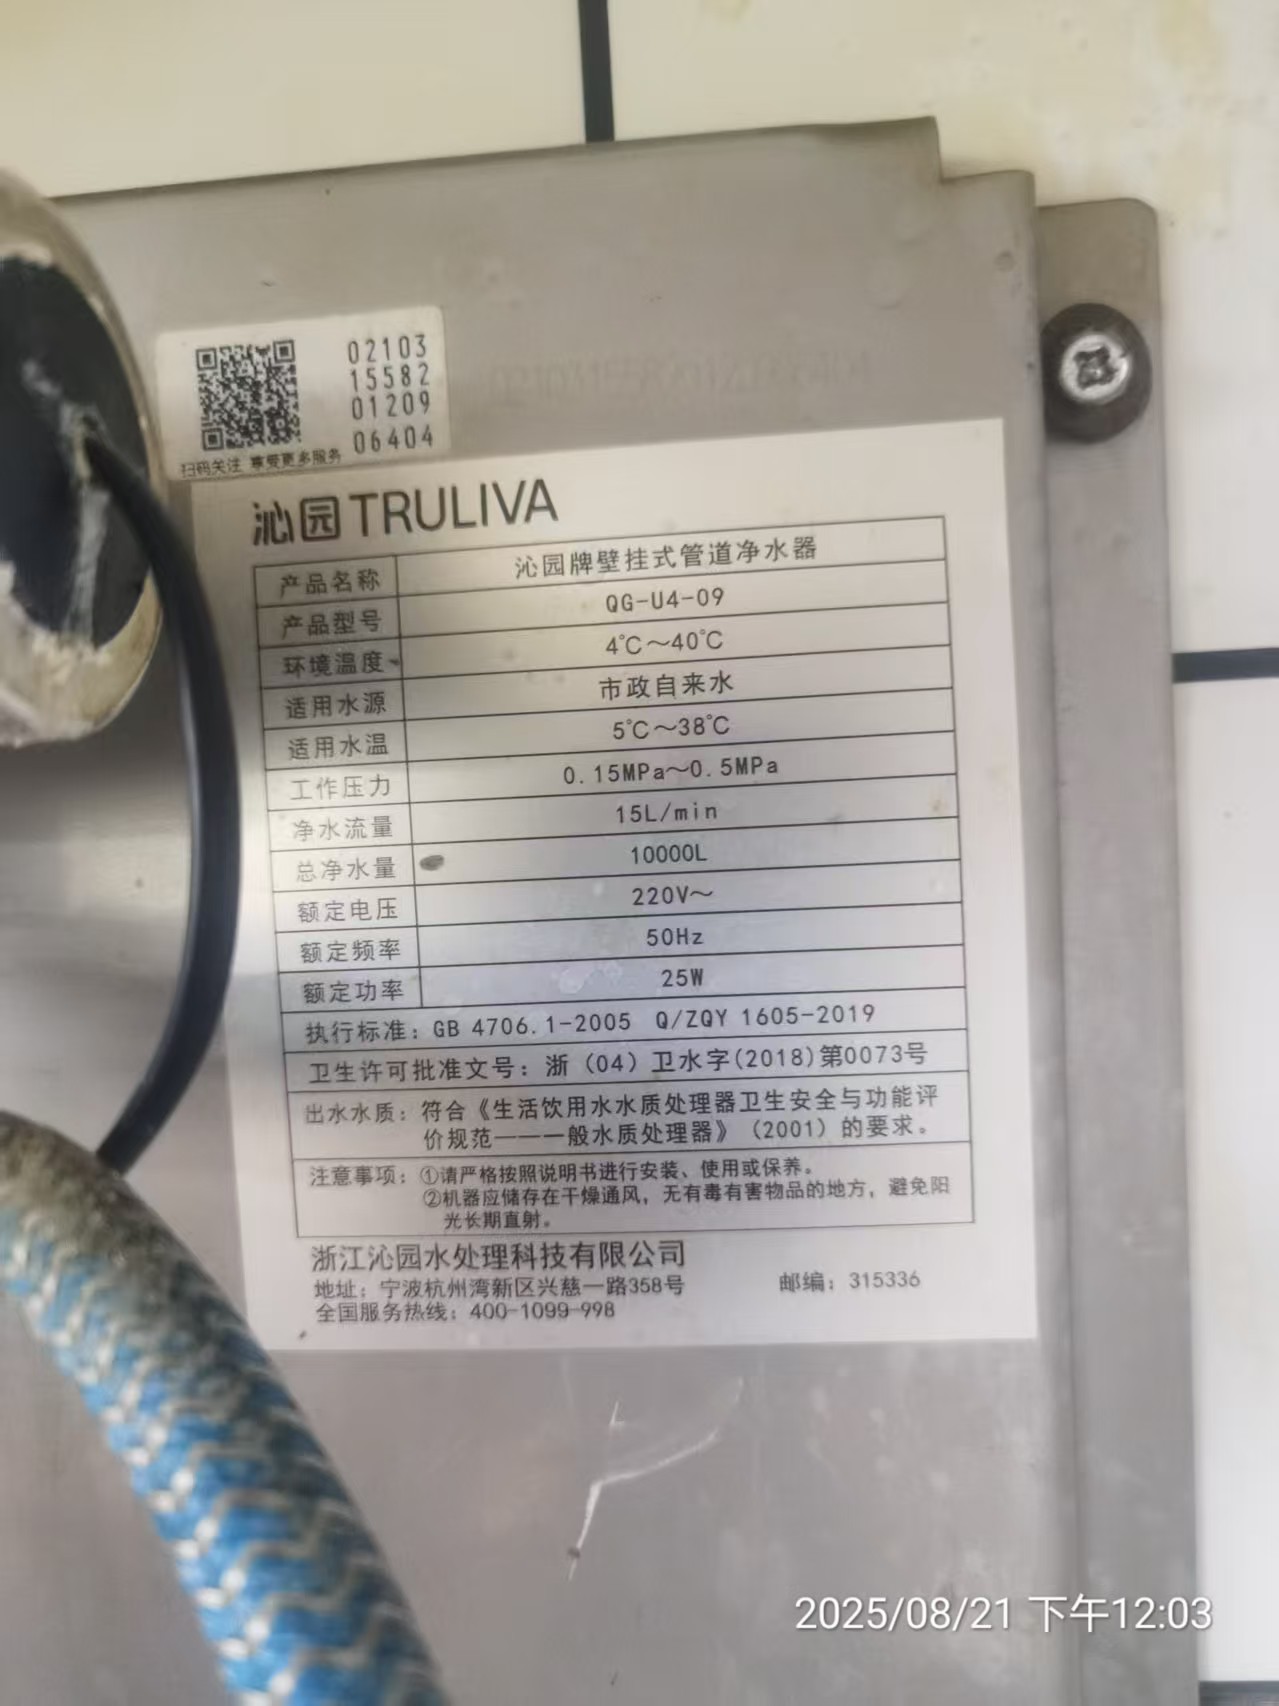 02103
15582
01209
06404
扫码关注 享受更多服务
沁园TRULIVA
产品名称 沁园牌壁挂式管道净水器
产品型号 QG-U4-09
环境温度 4℃～40℃
适用水源 市政自来水
适用水温 5℃～38℃
工作压力 0.15MPa～0.5MPa
净水流量 15L/min
总净水量 10000L
额定电压 220V～
额定频率 50Hz
额定功率 25W
执行标准：GB 4706.1-2005 Q/ZQY 1605-2019
卫生许可批准文号：浙（04）卫水字(2018)第0073号
出水水质：符合《生活饮用水水质处理器卫生安全与功能评
价规范——一般水质处理器》（2001）的要求。
注意事项：①请严格按照说明书进行安装、使用或保养。
②机器应储存在干燥通风，无有毒有害物品的地方，避免阳
光长期直射。
浙江沁园水处理科技有限公司
地址：宁波杭州湾新区兴慈一路358号 邮编：315336
全国服务热线：400-1099-998
2025/08/21 下午12:03